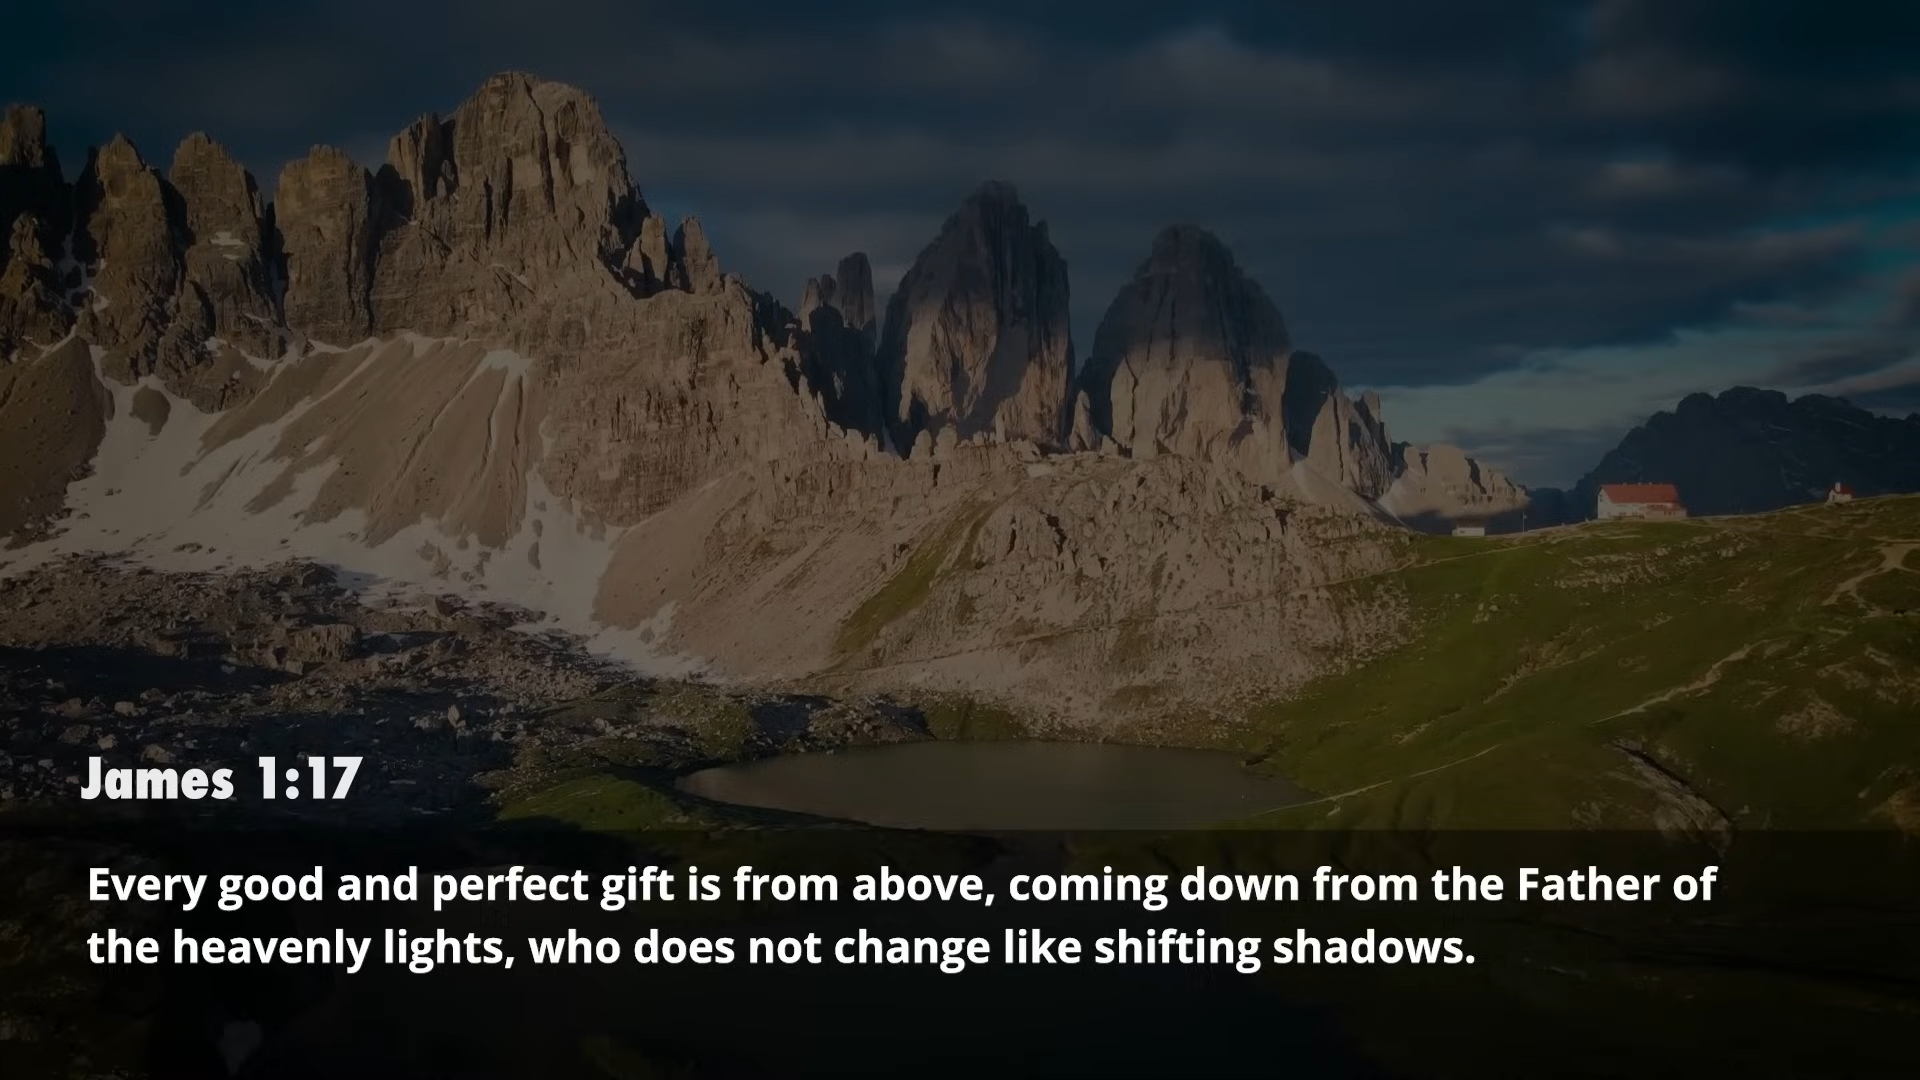 James 1:17
Every good and perfect gift is from above, coming down from the Father of
the heavenly lights, who does not change like shifting shadows.